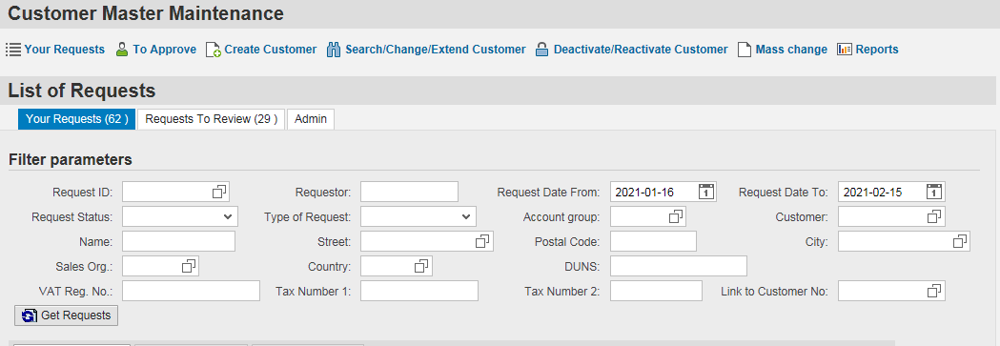 Customer Master Maintenance
Your Requests To Approve Create Customer Search/Change/Extend Customer Deactivate/Reactivate Customer Mass change Reports
List of Requests
Your Requests (62 ) Requests To Review (29 ) Admin
Filter parameters
Request ID: Requestor: Request Date From: 2021-01-16 Request Date To: 2021-02-15
Request Status: Type of Request: Account group: Customer:
Name: Street: Postal Code: City:
Sales Org.: Country: DUNS:
VAT Reg. No.: Tax Number 1: Tax Number 2: Link to Customer No:
Get Requests